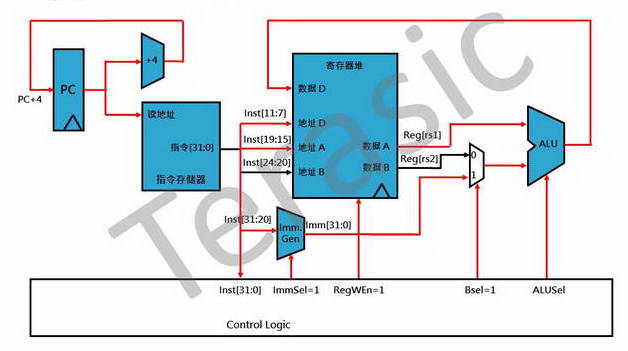 PC+4
PC
+4
读地址
指令[31:0]
指令存储器
Inst[11:7]
Inst[19:15]
Inst[24:20]
寄存器堆
数据 D
地址 D
地址 A
地址 B
数据 A
数据 B
Reg[rs1]
Reg[rs2]
0
1
ALU
Inst[31:20]
Imm.
Gen
Imm[31:0]
Inst[31:0]
ImmSel=1
RegWEn=1
Bsel=1
ALUSel
Control Logic
Terasic